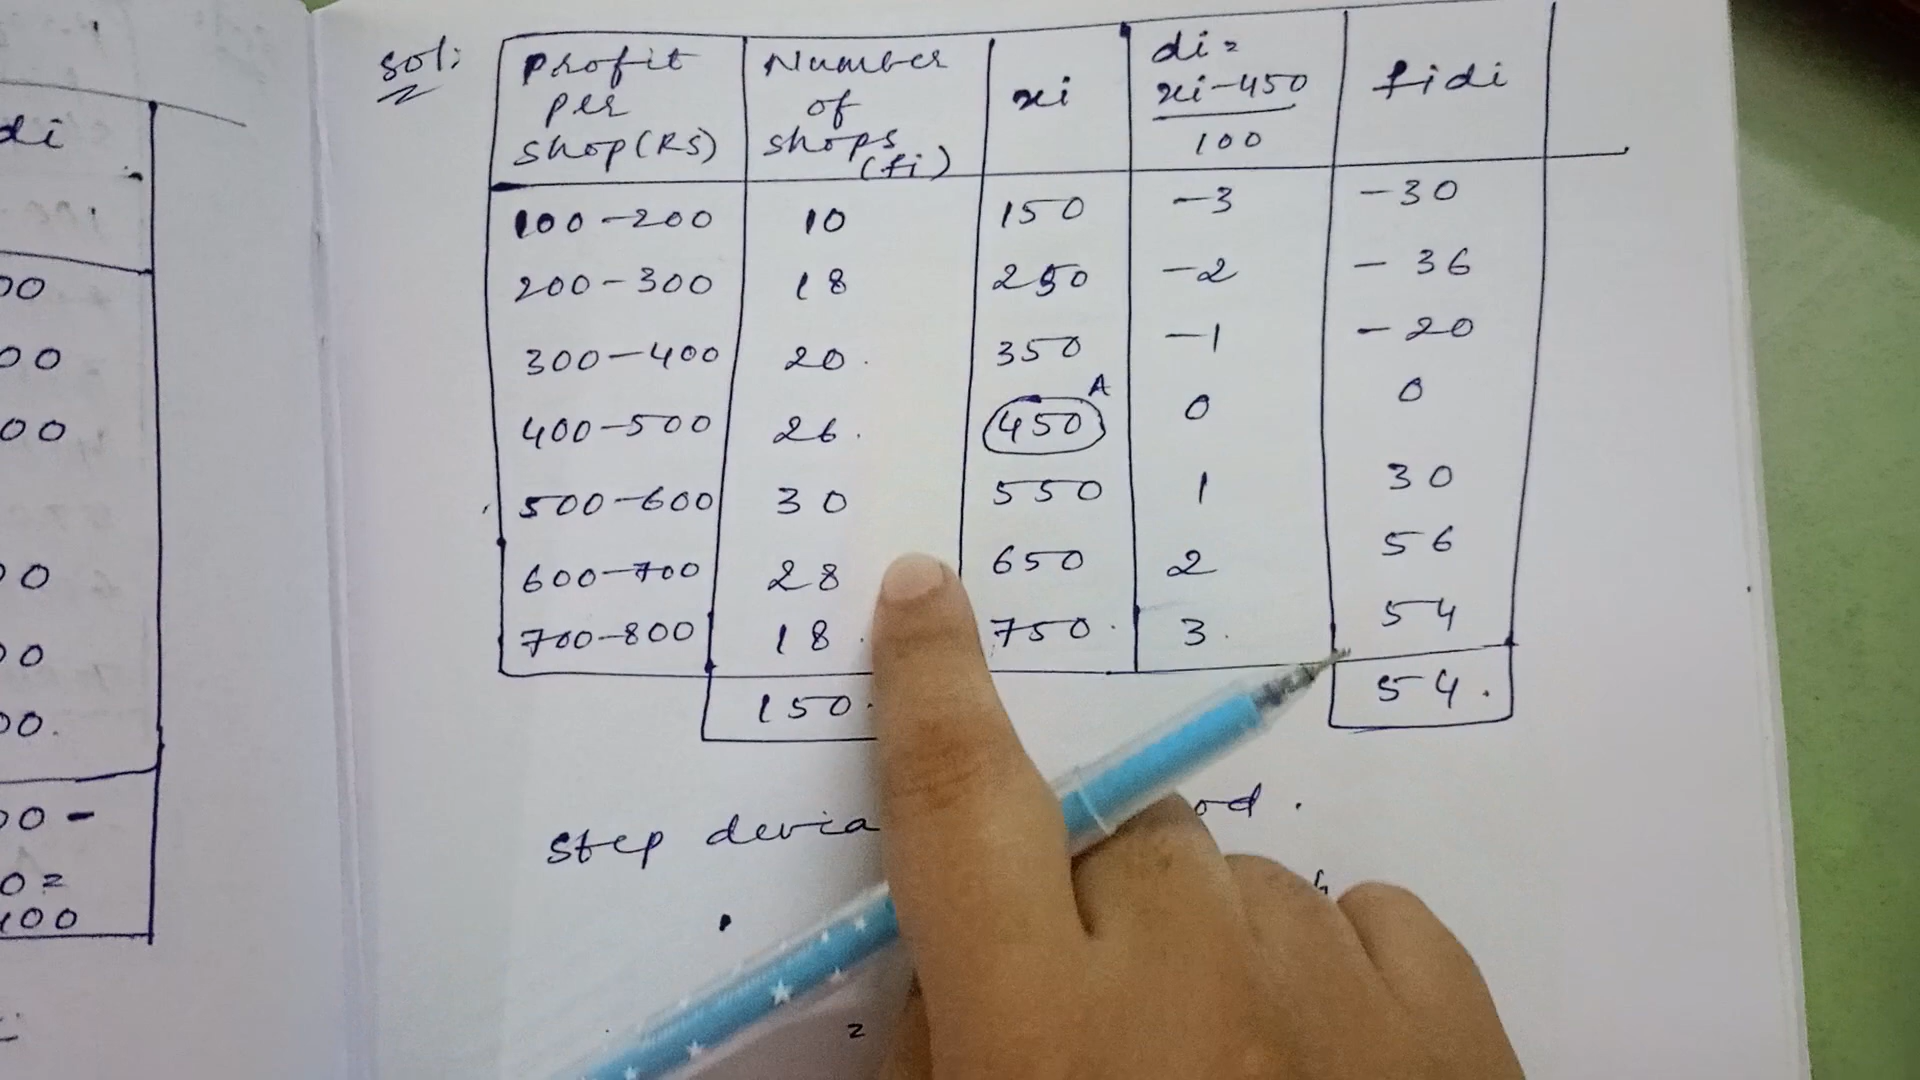 di
00
00
00
00
00
00.
00 -
0 =
100
Sol:
Profit per shop (Rs) Number of shops (fi) xi di = xi-450 / 100 fidi
100-200 10 150 -3 -30
200-300 18 250 -2 -36
300-400 20. 350 -1 -20
400-500 26. 450 A 0 0
500-600 30 550 1 30
600-700 28 650 2 56
700-800 18. 750. 3. 54
150. 54.
step